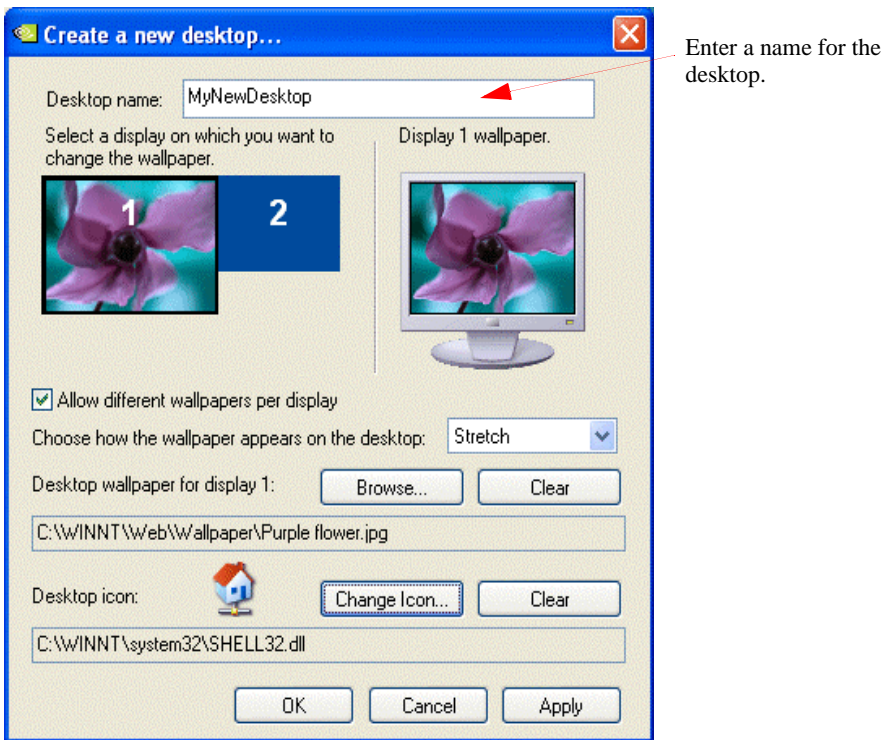 Create a new desktop...
Enter a name for the
desktop.
Desktop name:
MyNewDesktop
Select a display on which you want to
change the wallpaper.
1
2
Display 1 wallpaper.
Allow different wallpapers per display
Choose how the wallpaper appears on the desktop:
Stretch
Desktop wallpaper for display 1:
Browse...
Clear
C:\WINNT\Web\Wallpaper\Purple flower.jpg
Desktop icon:
Change Icon...
Clear
C:\WINNT\system32\SHELL32.dll
OK
Cancel
Apply